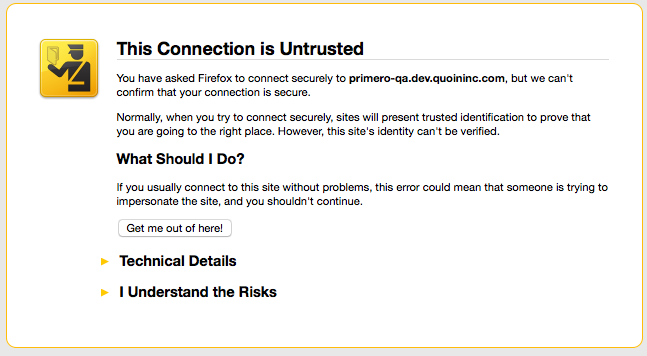 This Connection is Untrusted
You have asked Firefox to connect securely to primero-qa.dev.quoininc.com, but we can't
confirm that your connection is secure.
Normally, when you try to connect securely, sites will present trusted identification to prove that
you are going to the right place. However, this site's identity can't be verified.
What Should I Do?
If you usually connect to this site without problems, this error could mean that someone is trying to
impersonate the site, and you shouldn't continue.
Get me out of here!
Technical Details
I Understand the Risks